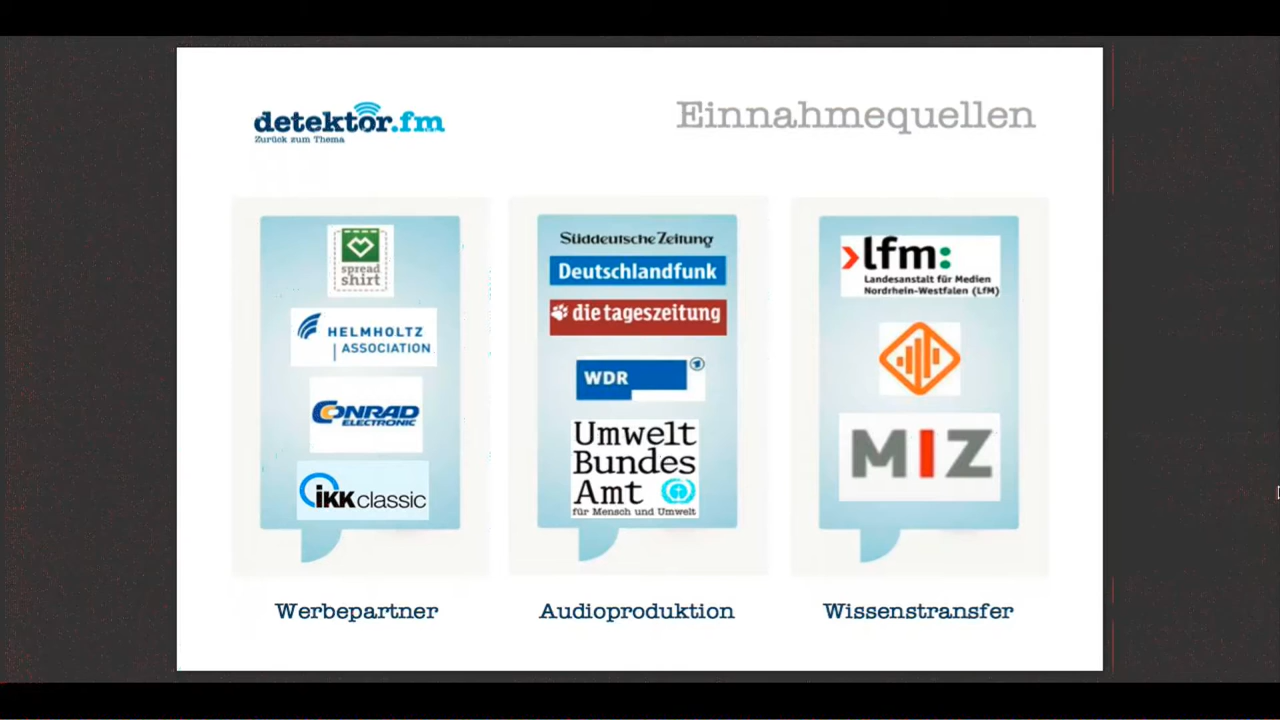 detektor.fm
Zurück zum Thema
Einnahmequellen
spread
shirt
HELMHOLTZ
ASSOCIATION
CONRAD
ELECTRONIC
iKK classic
Werbepartner
Süddeutsche Zeitung
Deutschlandfunk
die tageszeitung
WDR
Umwelt
Bundes
Amt
für Mensch und Umwelt
Audioproduktion
lfm:
Landesanstalt für Medien
Nordrhein-Westfalen (LfM)
MIZ
Wissenstransfer